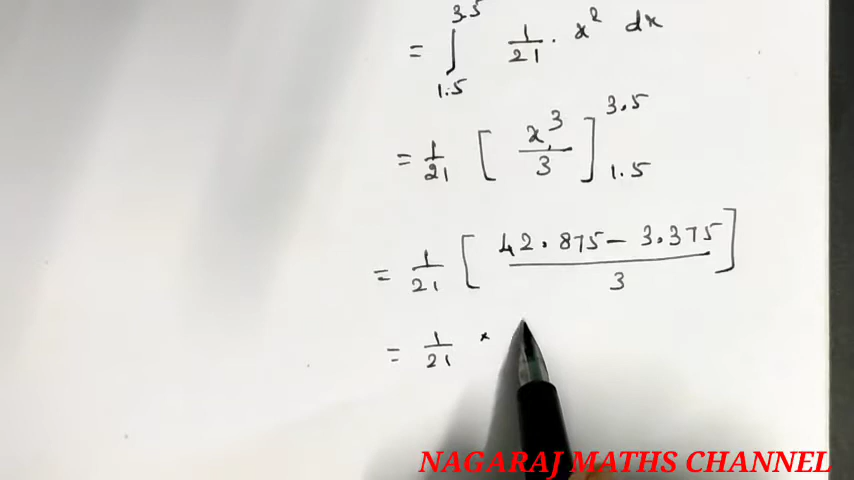 = ∫_{1.5}^{3.5} 1/21 . x² dx
= 1/21 [ x³/3 ]_{1.5}^{3.5}
= 1/21 [ (42.875 - 3.375)/3 ]
= 1/21 ×
NAGARAJ MATHS CHANNEL